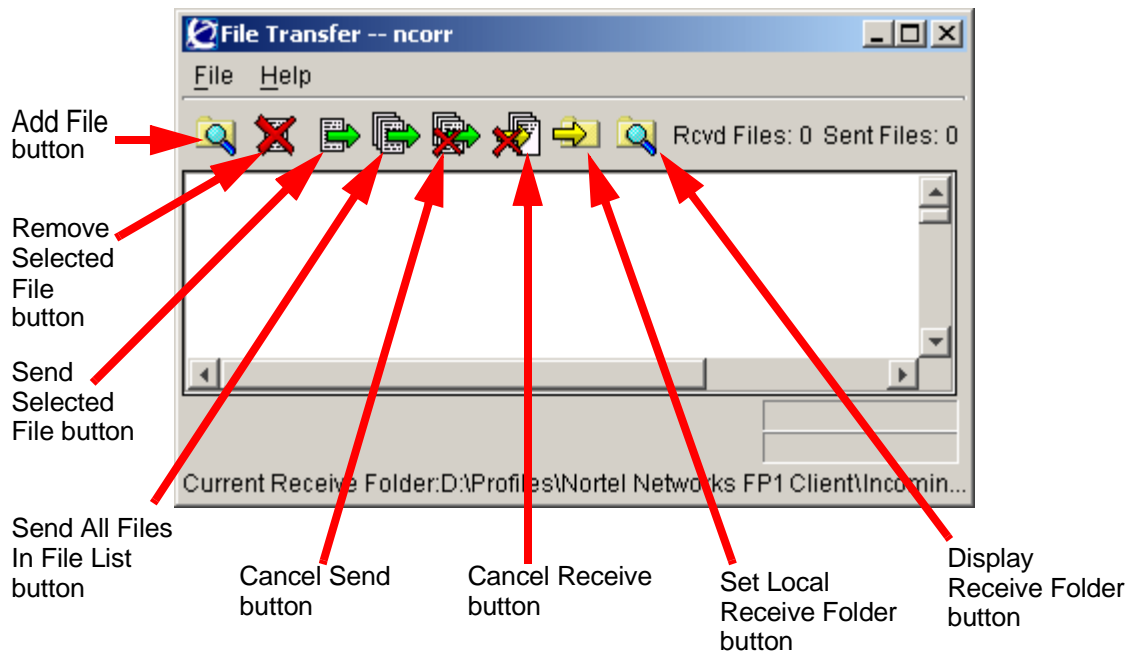 File Transfer -- ncorr
File Help
Add File
button
Rcvd Files: 0 Sent Files: 0
Remove
Selected
File
button
Send
Selected
File button
Current Receive Folder:D:\Profiles\Nortel Networks FP1 Client\Incomin...
Send All Files
In File List
button
Cancel Send
button
Cancel Receive
button
Set Local
Receive Folder
button
Display
Receive Folder
button